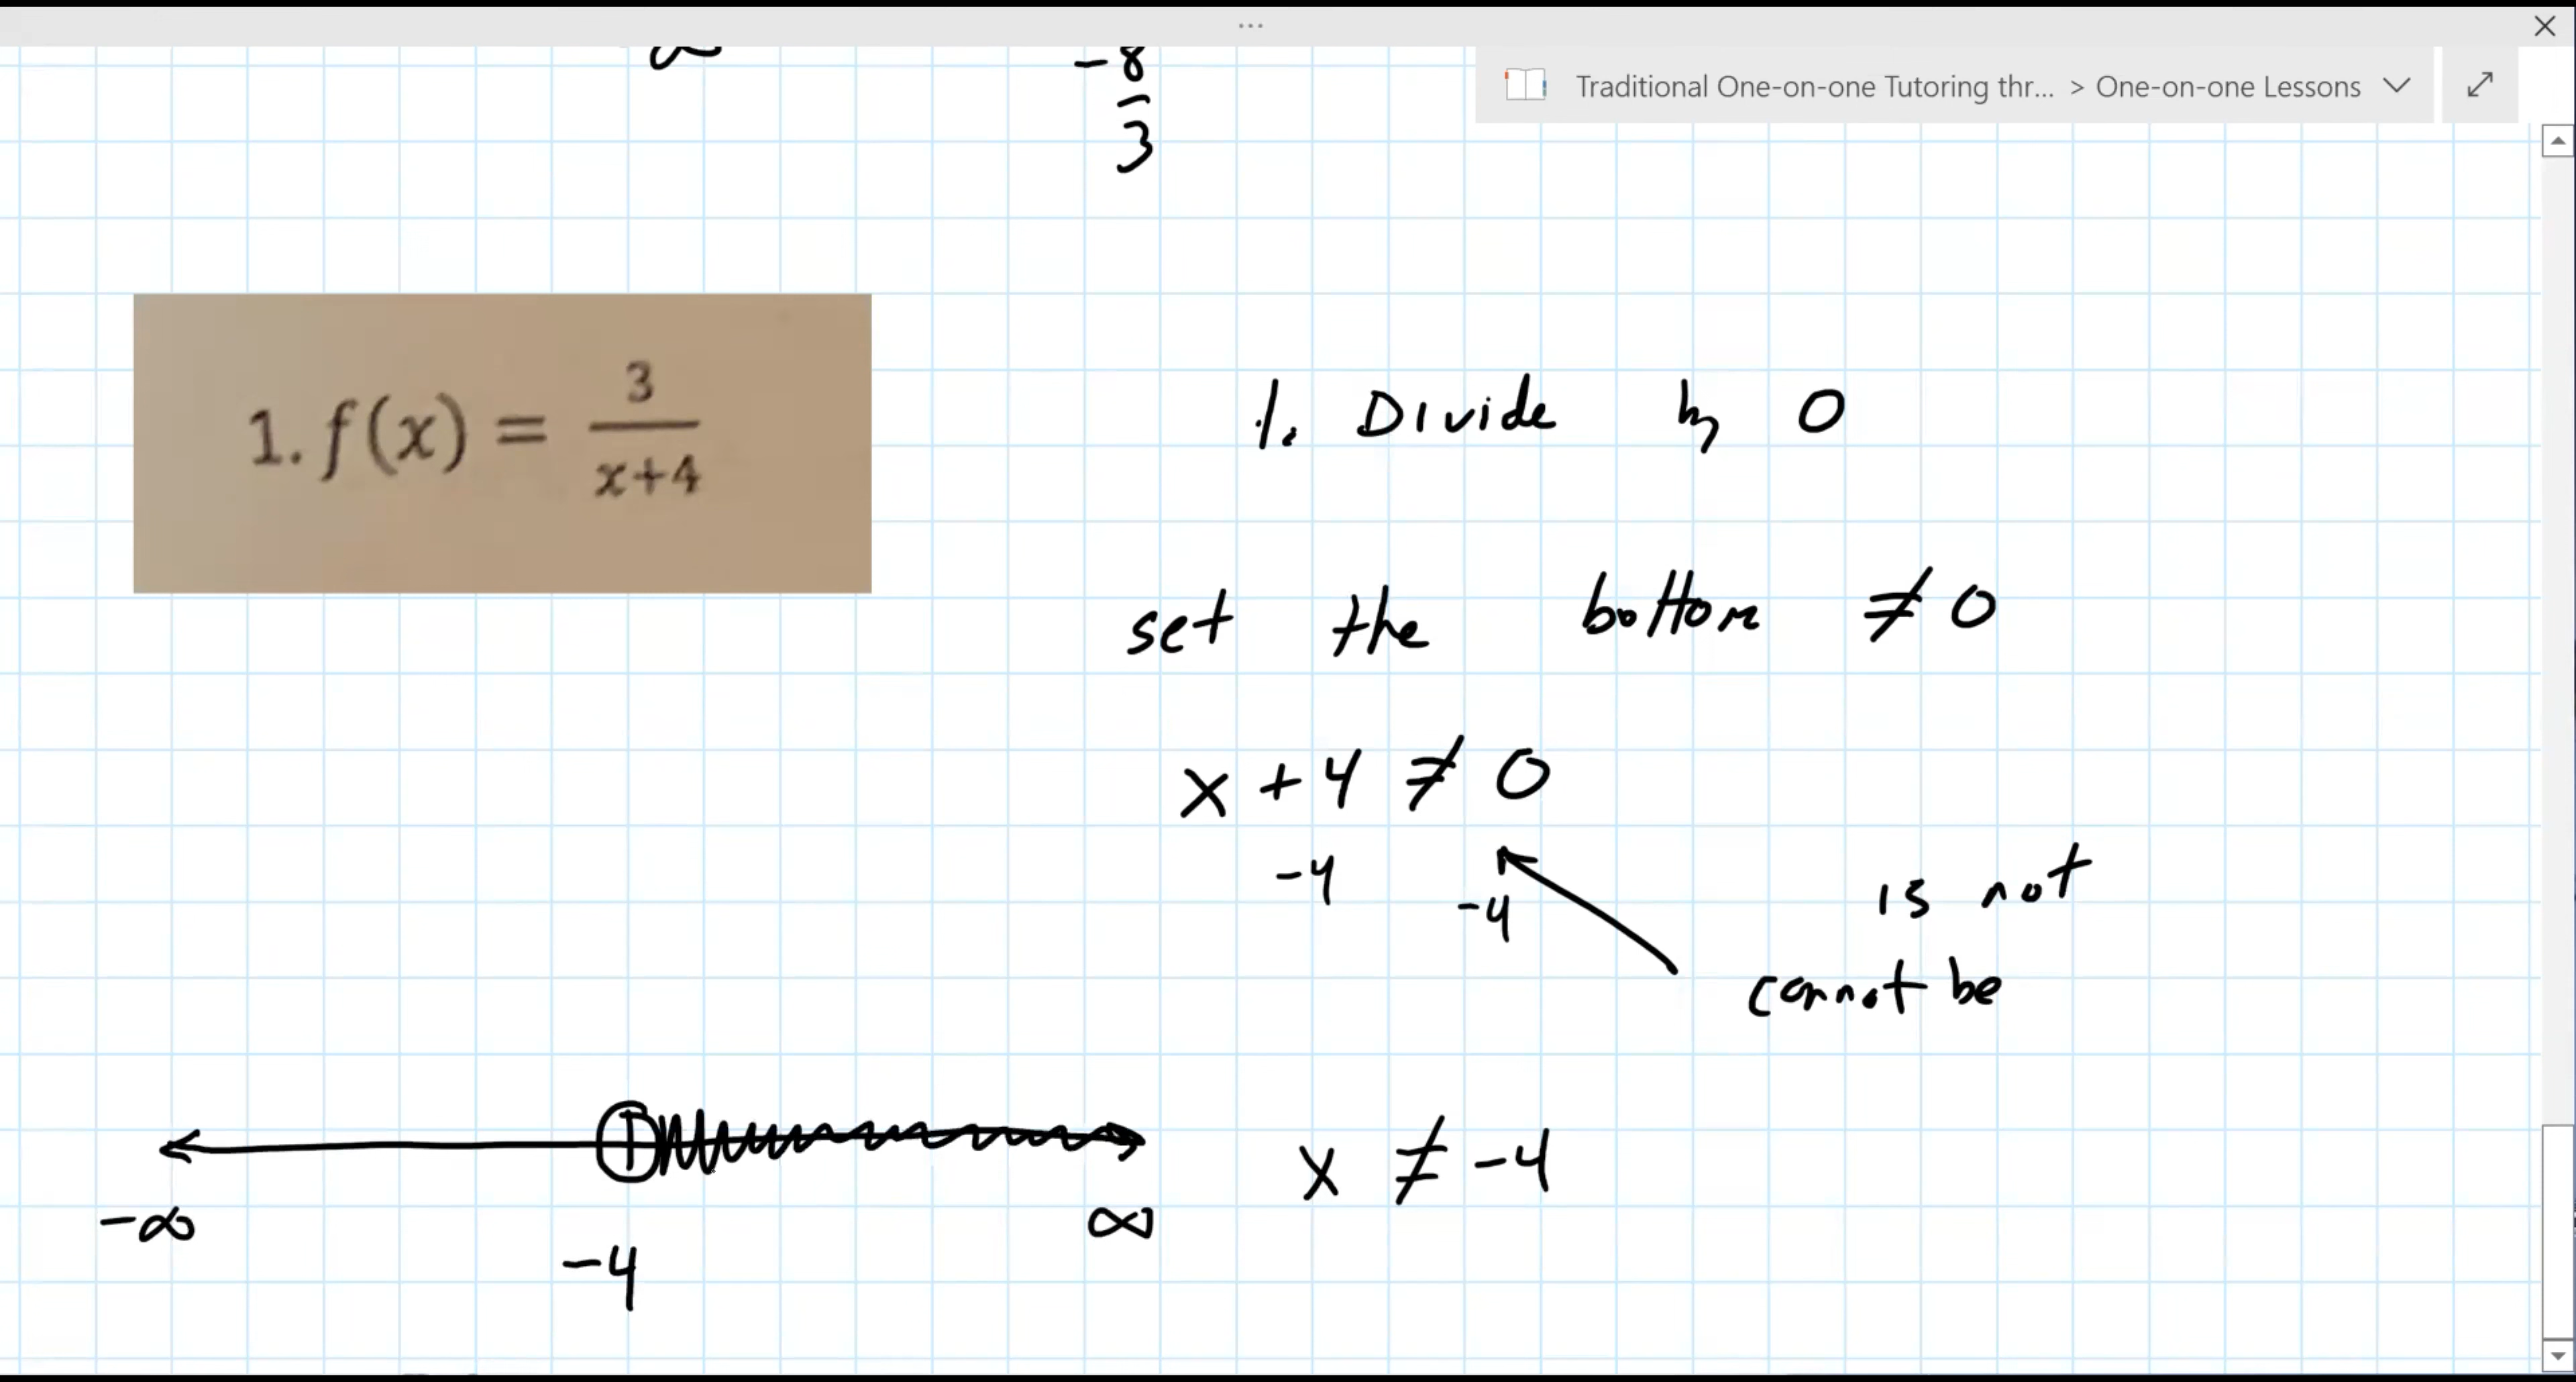 -8
3
Traditional One-on-one Tutoring thr... > One-on-one Lessons
1. f(x) = 3/(x+4)
1. Divide by 0
set the bottom ≠ 0
x + 4 ≠ 0
-4 -4
is not
cannot be
x ≠ -4
-∞ ∞
-4